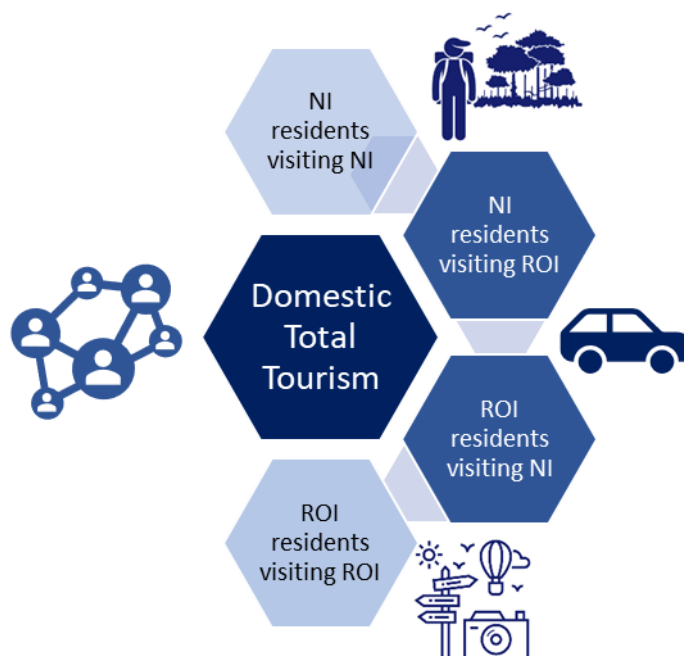 NI
residents
visiting NI
NI
residents
visiting ROI
Domestic
Total
Tourism
ROI
residents
visiting NI
ROI
residents
visiting ROI